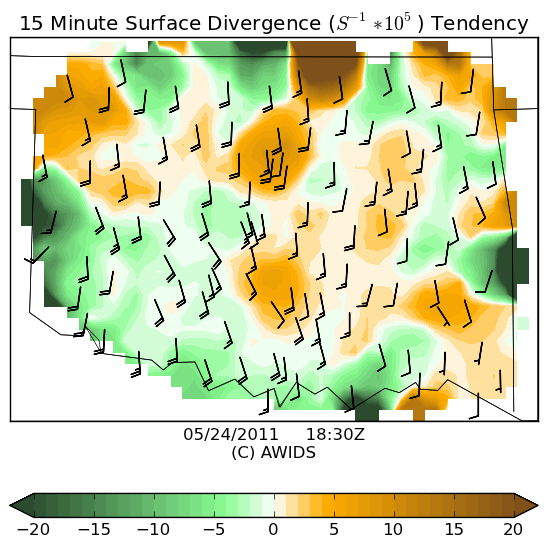 15 Minute Surface Divergence (S⁻¹ ∗10⁵ ) Tendency
05/24/2011 18:30Z
(C) AWIDS
−20 −15 −10 −5 0 5 10 15 20